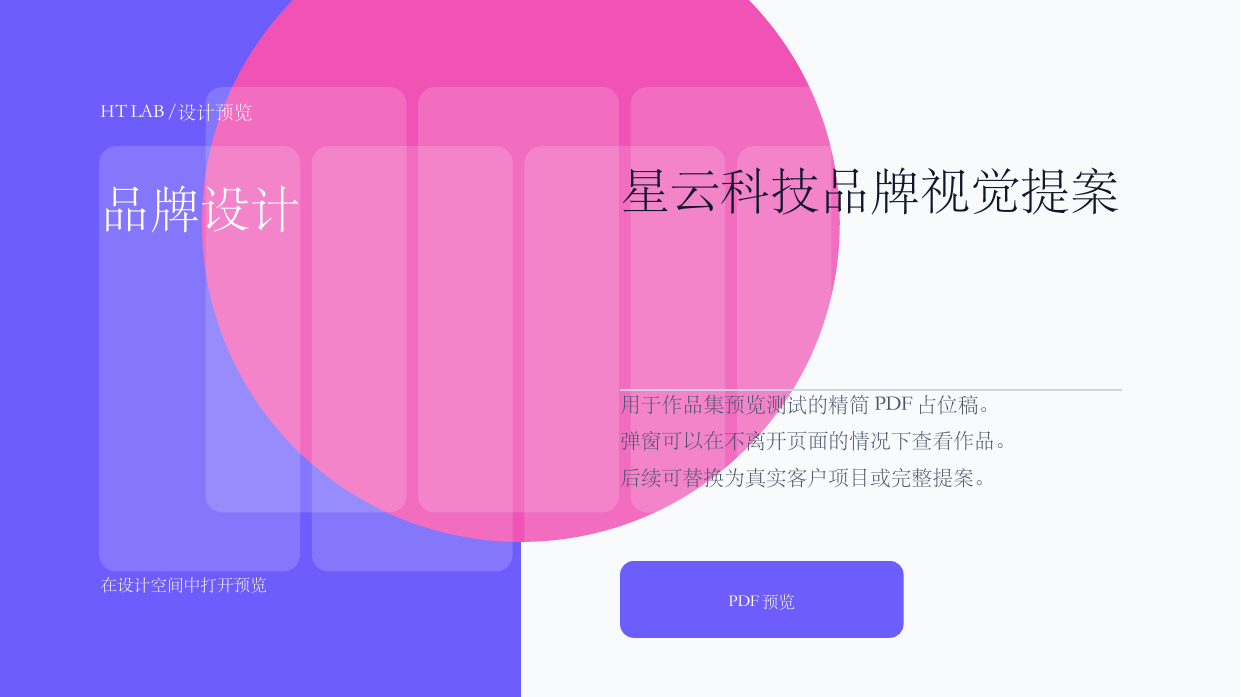 HT LAB / 设计预览
品牌设计
在设计空间中打开预览
星云科技品牌视觉提案
用于作品集预览测试的精简 PDF 占位稿。
弹窗可以在不离开页面的情况下查看作品。
后续可替换为真实客户项目或完整提案。
PDF 预览